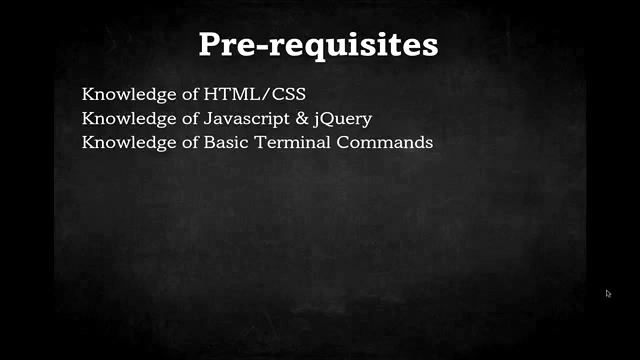 Pre-requisites
Knowledge of HTML/CSS
Knowledge of Javascript & jQuery
Knowledge of Basic Terminal Commands